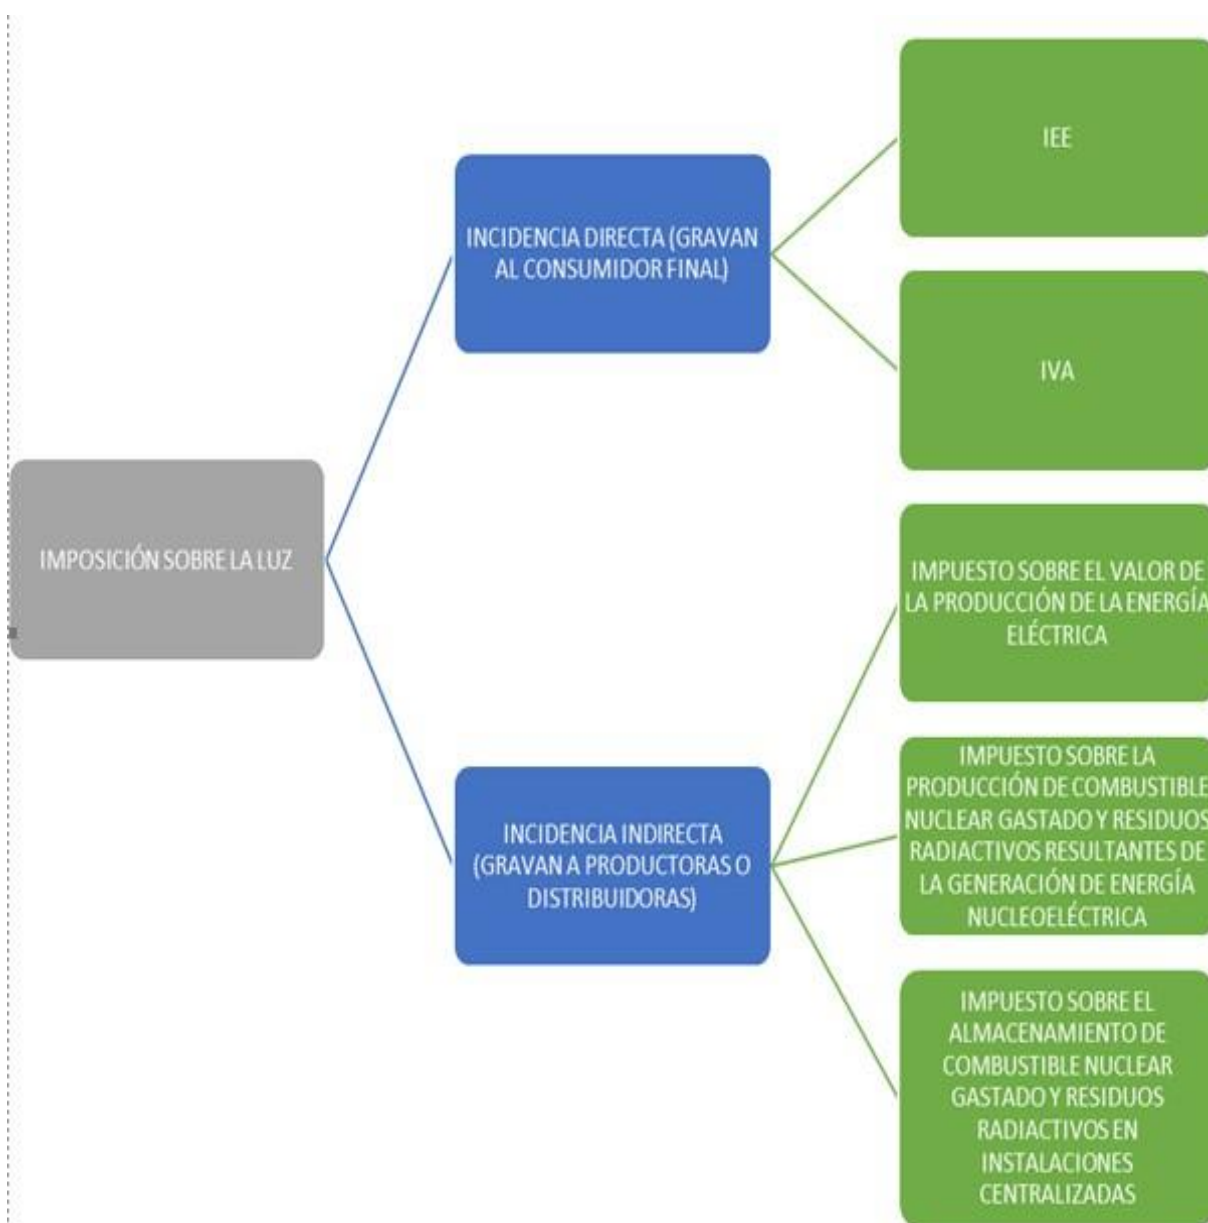 IMPOSICIÓN SOBRE LA LUZ
INCIDENCIA DIRECTA (GRAVAN
AL CONSUMIDOR FINAL)
IEE
IVA
INCIDENCIA INDIRECTA
(GRAVAN A PRODUCTORAS O
DISTRIBUIDORAS)
IMPUESTO SOBRE EL VALOR DE
LA PRODUCCIÓN DE LA ENERGÍA
ELÉCTRICA
IMPUESTO SOBRE LA
PRODUCCIÓN DE COMBUSTIBLE
NUCLEAR GASTADO Y RESIDUOS
RADIACTIVOS RESULTANTES DE
LA GENERACIÓN DE ENERGÍA
NUCLEOELÉCTRICA
IMPUESTO SOBRE EL
ALMACENAMIENTO DE
COMBUSTIBLE NUCLEAR
GASTADO Y RESIDUOS
RADIACTIVOS EN
INSTALACIONES
CENTRALIZADAS